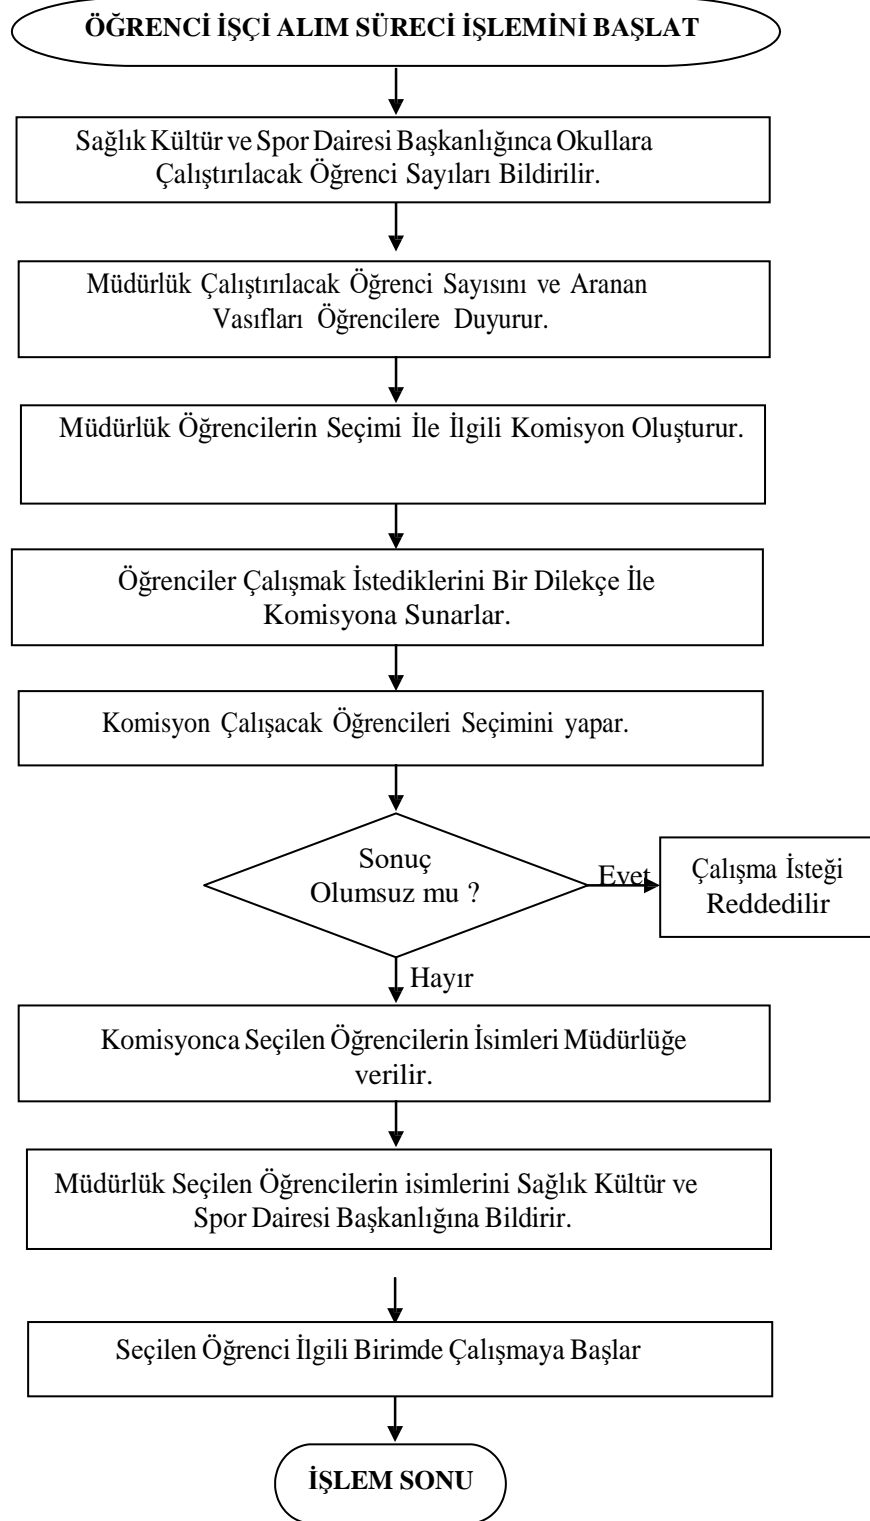 ÖĞRENCİ İŞÇİ ALIM SÜRECİ İŞLEMİNİ BAŞLAT
Sağlık Kültür ve Spor Dairesi Başkanlığınca Okullara
Çalıştırılacak Öğrenci Sayıları Bildirilir.
Müdürlük Çalıştırılacak Öğrenci Sayısını ve Aranan
Vasıfları Öğrencilere Duyurur.
Müdürlük Öğrencilerin Seçimi İle İlgili Komisyon Oluşturur.
Öğrenciler Çalışmak İstediklerini Bir Dilekçe İle
Komisyona Sunarlar.
Komisyon Çalışacak Öğrencileri Seçimini yapar.
Sonuç
Olumsuz mu ?
Evet
Çalışma İsteği
Reddedilir
Hayır
Komisyonca Seçilen Öğrencilerin İsimleri Müdürlüğe
verilir.
Müdürlük Seçilen Öğrencilerin isimlerini Sağlık Kültür ve
Spor Dairesi Başkanlığına Bildirir.
Seçilen Öğrenci İlgili Birimde Çalışmaya Başlar
İŞLEM SONU